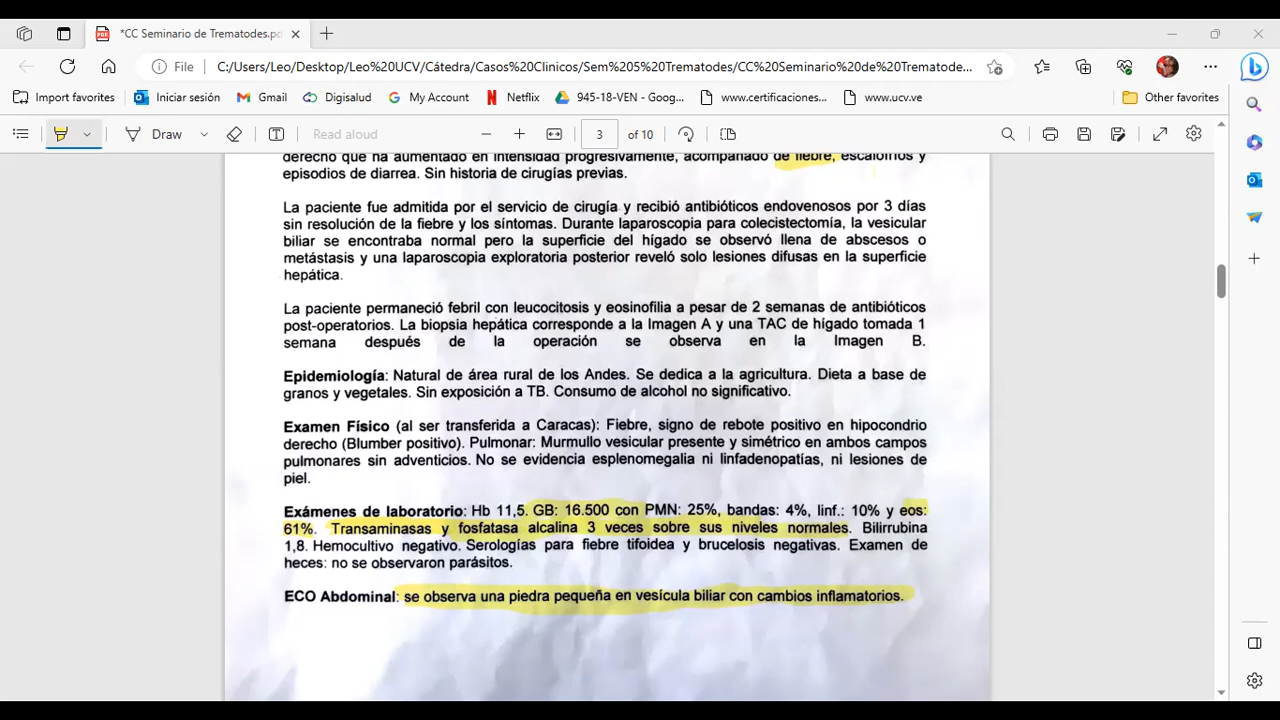 *CC Seminario de Trematodes.pd
File C:/Users/Leo/Desktop/Leo%20UCV/Cátedra/Casos%20Clinicos/Sem%205%20Trematodes/CC%20Seminario%20de%20Trematode...
Import favorites Iniciar sesión Gmail Digisalud My Account Netflix 945-18-VEN - Goog... www.certificaciones... www.ucv.ve Other favorites
Draw Read aloud 3 of 10
derecho que ha aumentado en intensidad progresivamente, acompañado de fiebre, escalofríos y
episodios de diarrea. Sin historia de cirugías previas.
La paciente fue admitida por el servicio de cirugía y recibió antibióticos endovenosos por 3 días
sin resolución de la fiebre y los síntomas. Durante laparoscopia para colecistectomía, la vesicular
biliar se encontraba normal pero la superficie del hígado se observó llena de abscesos o
metástasis y una laparoscopia exploratoria posterior reveló solo lesiones difusas en la superficie
hepática.
La paciente permaneció febril con leucocitosis y eosinofilia a pesar de 2 semanas de antibióticos
post-operatorios. La biopsia hepática corresponde a la Imagen A y una TAC de hígado tomada 1
semana después de la operación se observa en la Imagen B.
Epidemiología: Natural de área rural de los Andes. Se dedica a la agricultura. Dieta a base de
granos y vegetales. Sin exposición a TB. Consumo de alcohol no significativo.
Examen Físico (al ser transferida a Caracas): Fiebre, signo de rebote positivo en hipocondrio
derecho (Blumber positivo). Pulmonar: Murmullo vesicular presente y simétrico en ambos campos
pulmonares sin adventicios. No se evidencia esplenomegalia ni linfadenopatías, ni lesiones de
piel.
Exámenes de laboratorio: Hb 11,5. GB: 16.500 con PMN: 25%, bandas: 4%, linf.: 10% y eos:
61%. Transaminasas y fosfatasa alcalina 3 veces sobre sus niveles normales. Bilirrubina
1,8. Hemocultivo negativo. Serologías para fiebre tifoidea y brucelosis negativas. Examen de
heces: no se observaron parásitos.
ECO Abdominal: se observa una piedra pequeña en vesícula biliar con cambios inflamatorios.